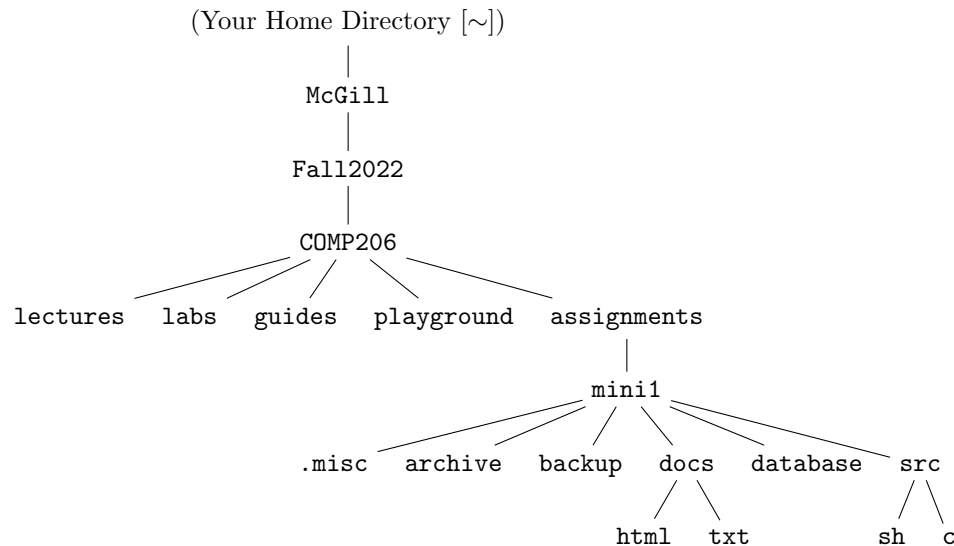 (Your Home Directory [∼])
McGill
Fall2022
COMP206
lectures labs guides playground assignments
mini1
.misc archive backup docs database src
html txt sh c